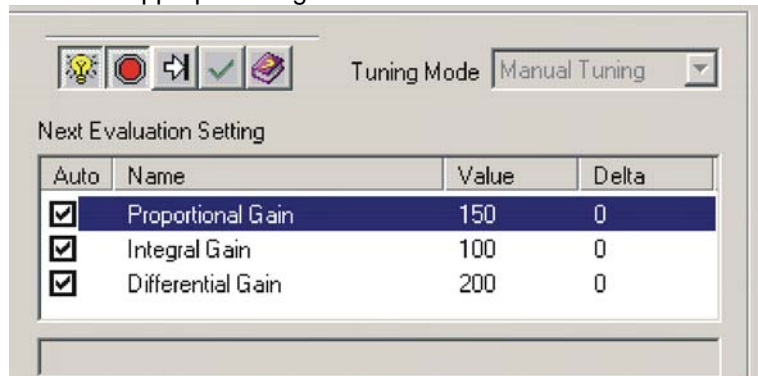 Tuning Mode Manual Tuning
Next Evaluation Setting
Auto Name Value Delta
Proportional Gain 150 0
Integral Gain 100 0
Differential Gain 200 0